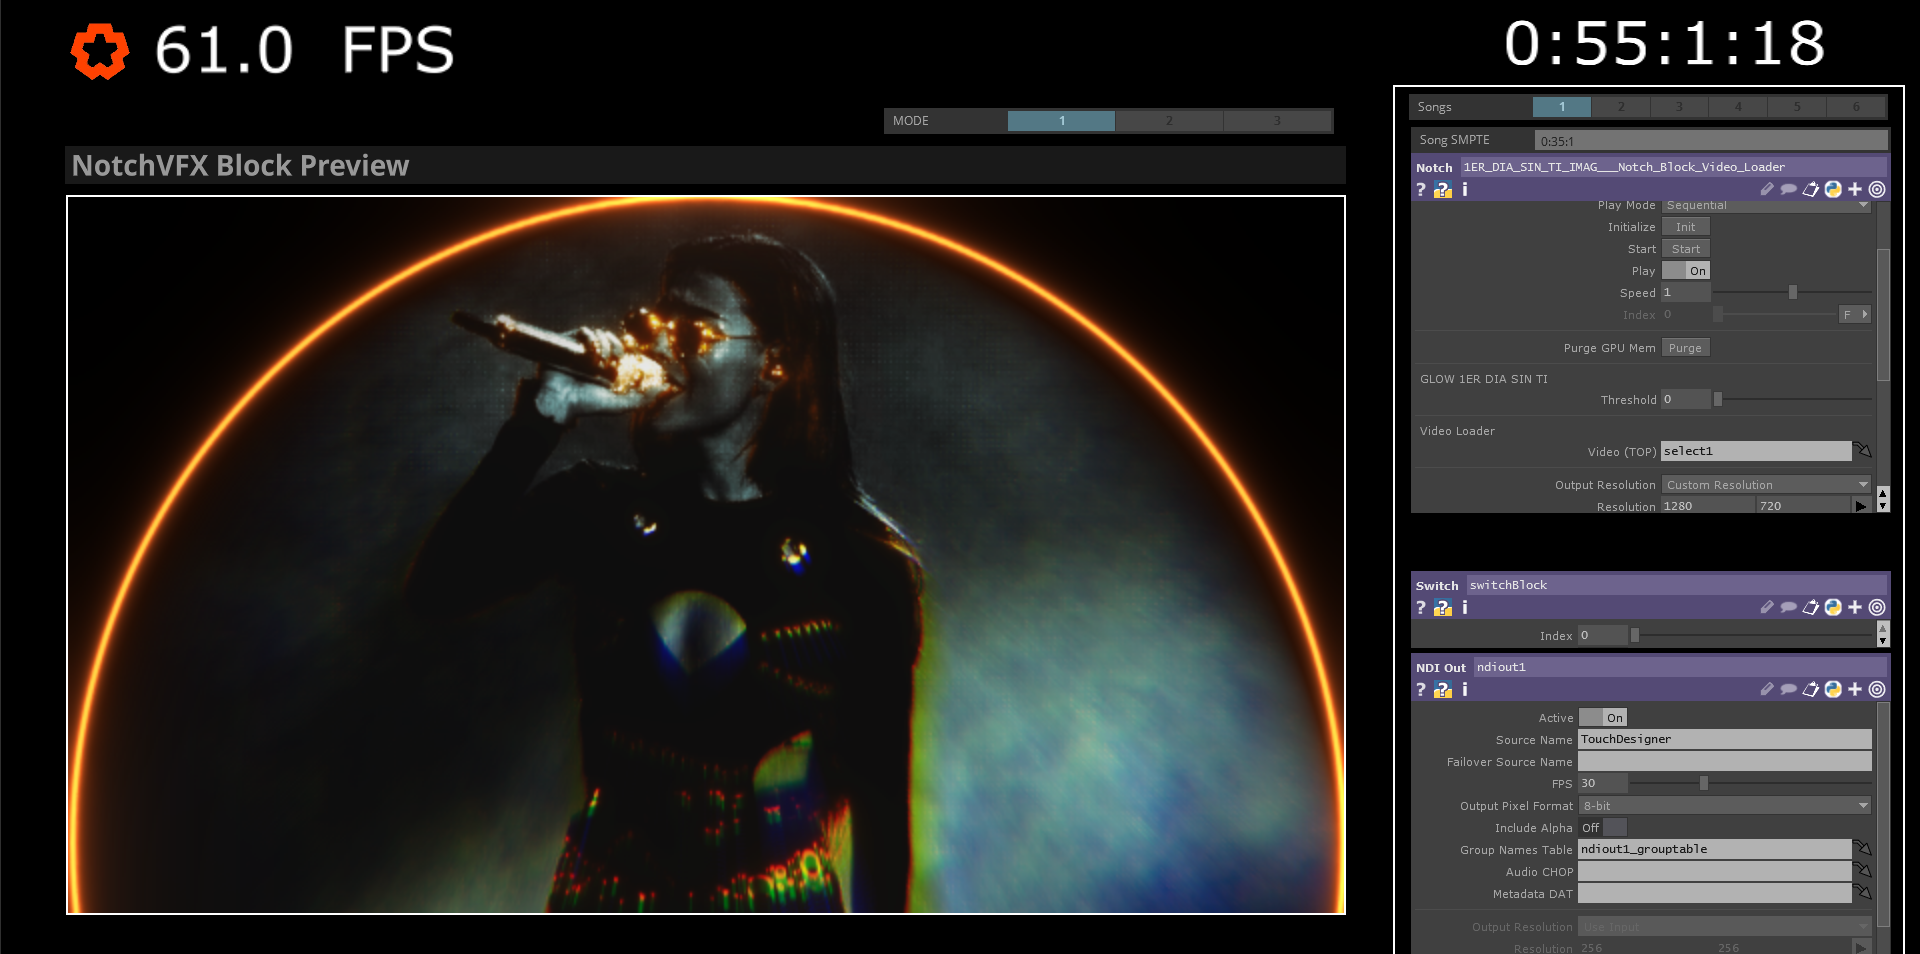 61.0 FPS
0:55:1:18
MODE 1 2 3
NotchVFX Block Preview
Songs 1 2 3 4 5 6
Song SMPTE 0:35:1
Notch 1ER_DIA_SIN_TI_IMAG___Notch_Block_Video_Loader
? ? i
Play Mode Sequential
Initialize Init
Start Start
Play On
Speed 1
Index 0 F
Purge GPU Mem Purge
GLOW 1ER DIA SIN TI
Threshold 0
Video Loader
Video (TOP) select1
Output Resolution Custom Resolution
Resolution 1280 720
Switch switchBlock
? ? i
Index 0
NDI Out ndiout1
? ? i
Active On
Source Name TouchDesigner
Failover Source Name
FPS 30
Output Pixel Format 8-bit
Include Alpha Off
Group Names Table ndiout1_grouptable
Audio CHOP
Metadata DAT
Output Resolution Use Input
Resolution 256 256